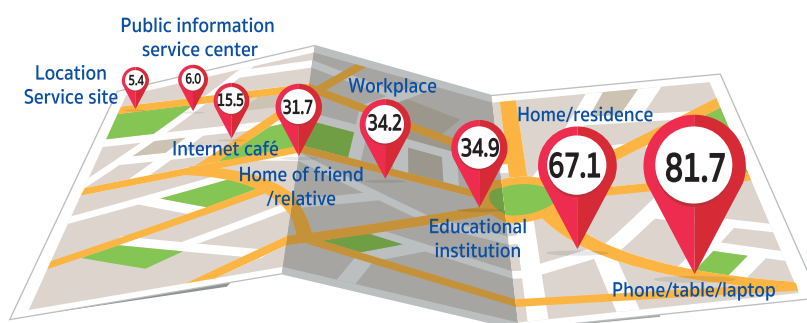 Public information
service center
Location
Service site
5.4
6.0
15.5
Internet café
31.7
Home of friend
/relative
Workplace
34.2
34.9
Educational
institution
Home/residence
67.1
81.7
Phone/table/laptop